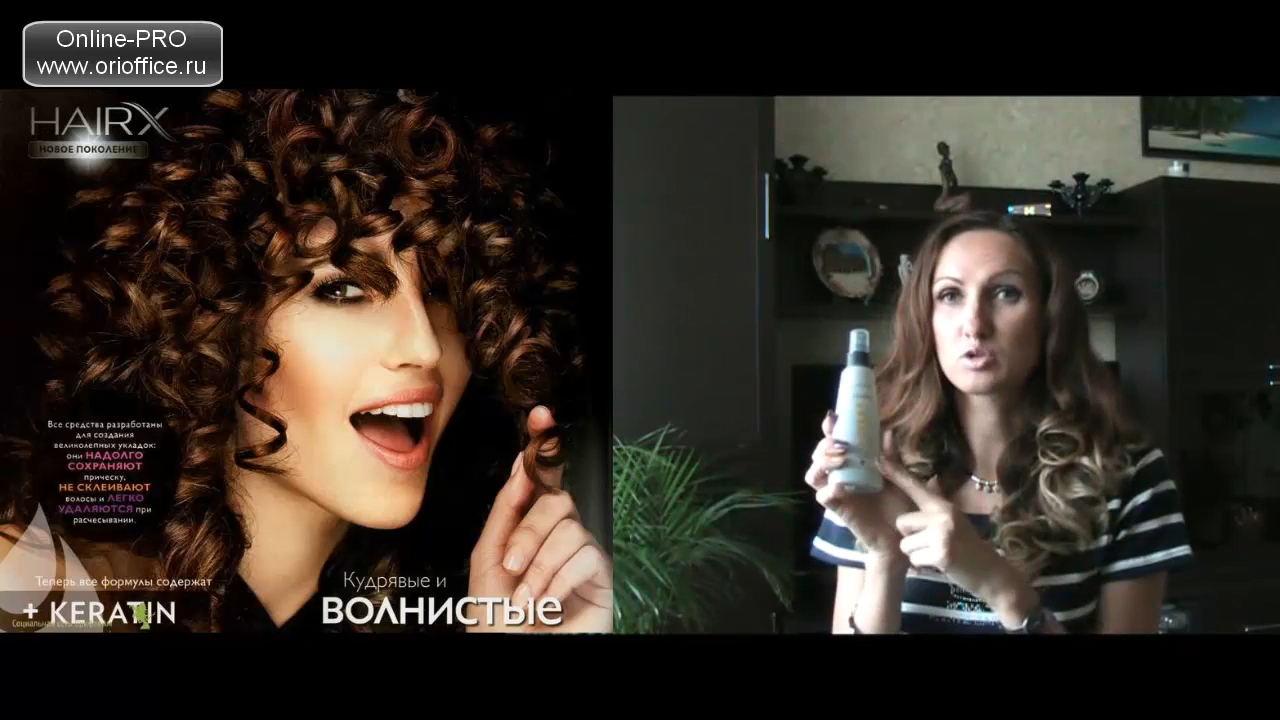 Online-PRO
www.orioffice.ru
HAIRX
НОВОЕ ПОКОЛЕНИЕ
Все средства разработаны
для создания
великолепных укладок:
они НАДОЛГО
СОХРАНЯЮТ
прическу,
НЕ СКЛЕИВАЮТ
волосы и ЛЕГКО
УДАЛЯЮТСЯ при
расчесывании.
Теперь все формулы содержат
+ KERATIN
Кудрявые и
ВОЛНИСТЫЕ